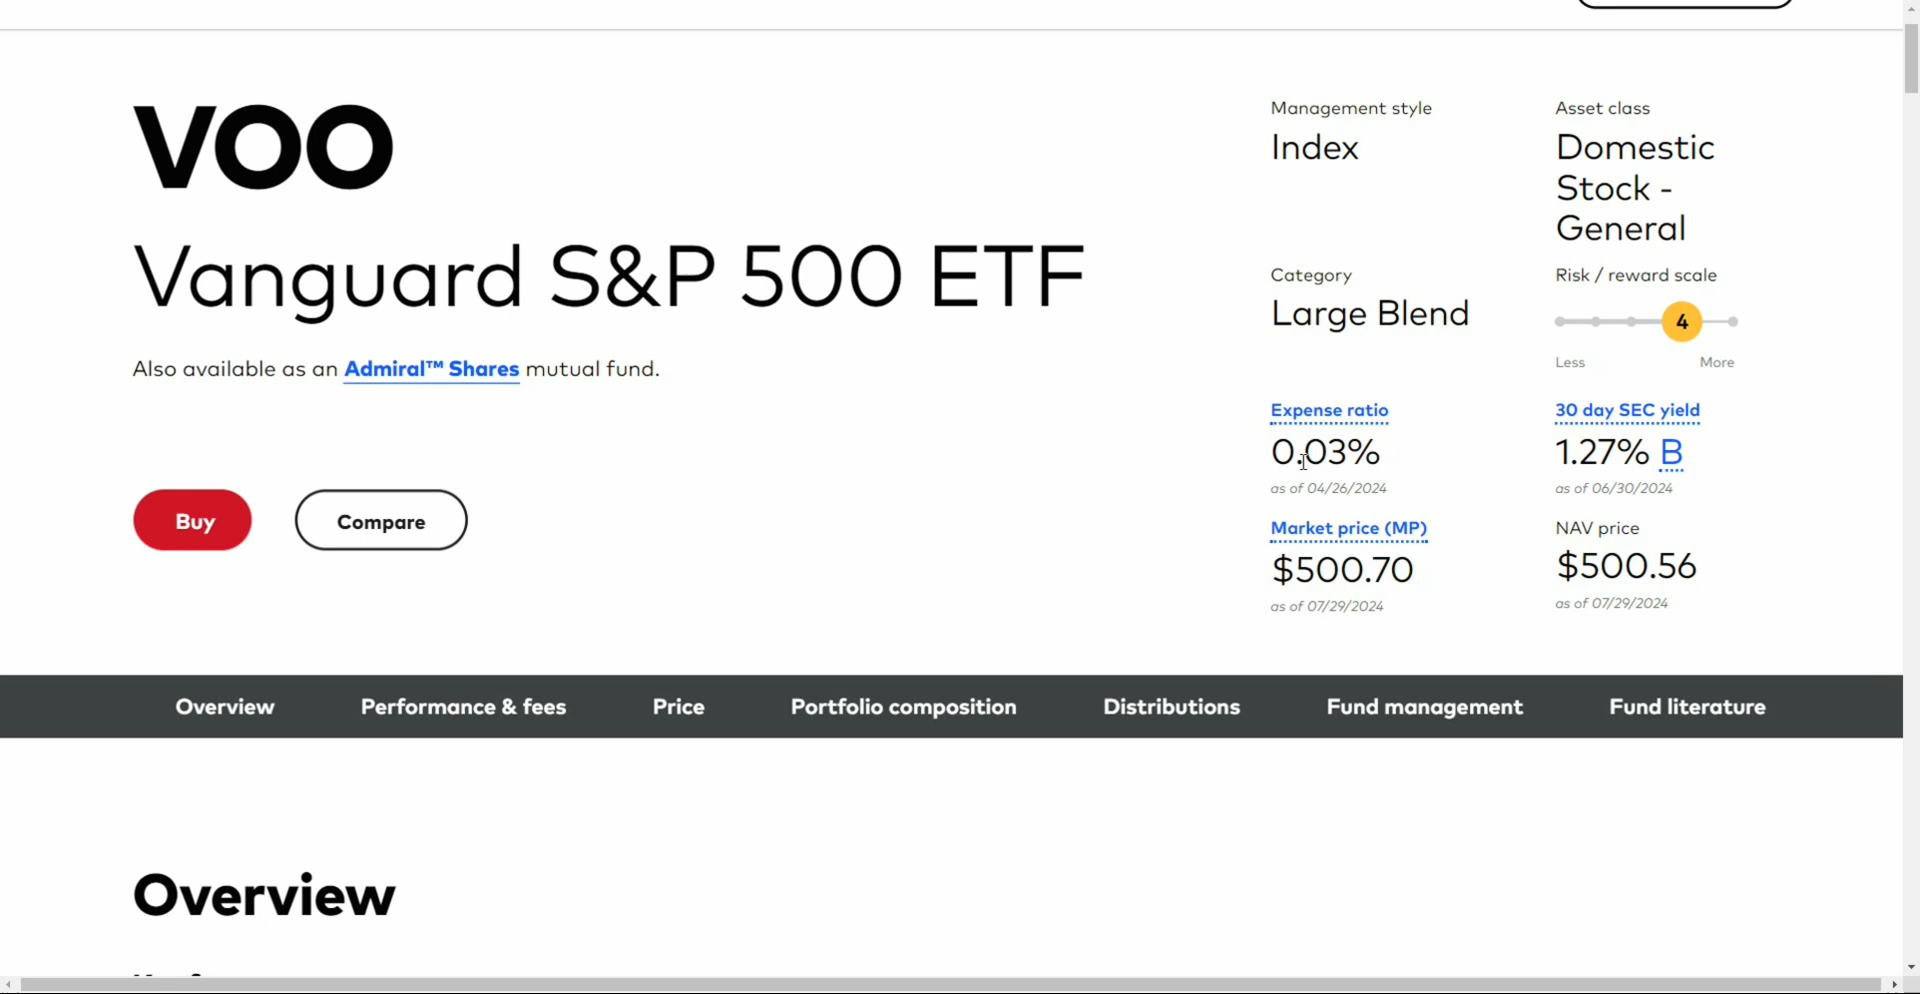 VOO
Vanguard S&P 500 ETF
Also available as an Admiral™ Shares mutual fund.
Buy
Compare
Management style
Index
Asset class
Domestic
Stock -
General
Category
Large Blend
Risk / reward scale
4
Less
More
Expense ratio
0.03%
as of 04/26/2024
30 day SEC yield
1.27% B
as of 06/30/2024
Market price (MP)
$500.70
as of 07/29/2024
NAV price
$500.56
as of 07/29/2024
Overview
Performance & fees
Price
Portfolio composition
Distributions
Fund management
Fund literature
Overview